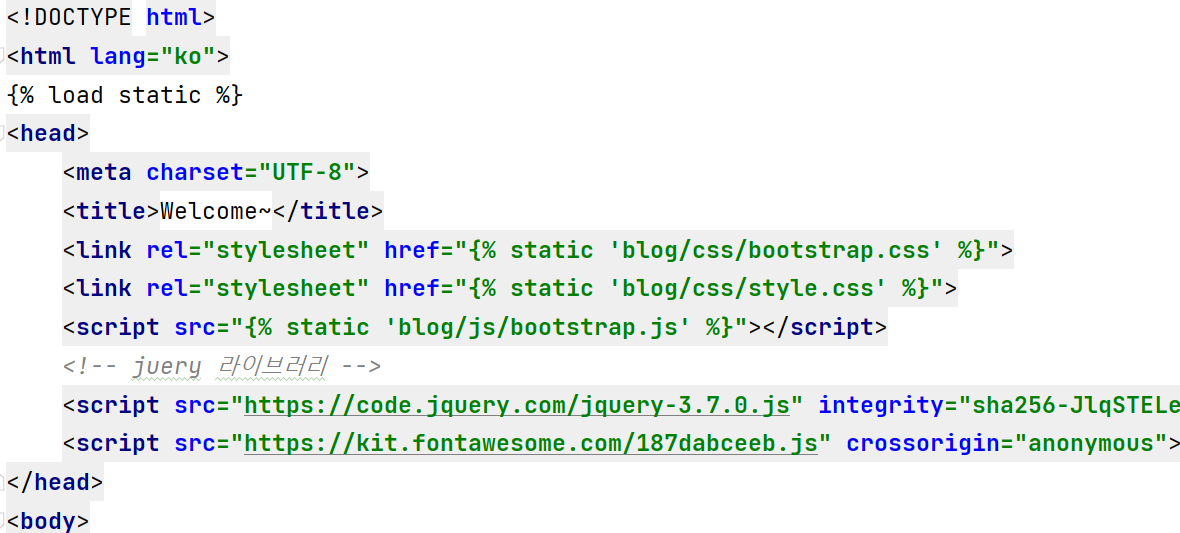 <!DOCTYPE html>
<html lang="ko">
{% load static %}
<head>
<meta charset="UTF-8">
<title>Welcome~</title>
<link rel="stylesheet" href="{% static 'blog/css/bootstrap.css' %}">
<link rel="stylesheet" href="{% static 'blog/css/style.css' %}">
<script src="{% static 'blog/js/bootstrap.js' %}"></script>
<!-- juery 라이브러리 -->
<script src="https://code.jquery.com/jquery-3.7.0.js" integrity="sha256-JlqSTELe
<script src="https://kit.fontawesome.com/187dabceeb.js" crossorigin="anonymous">
</head>
<body>